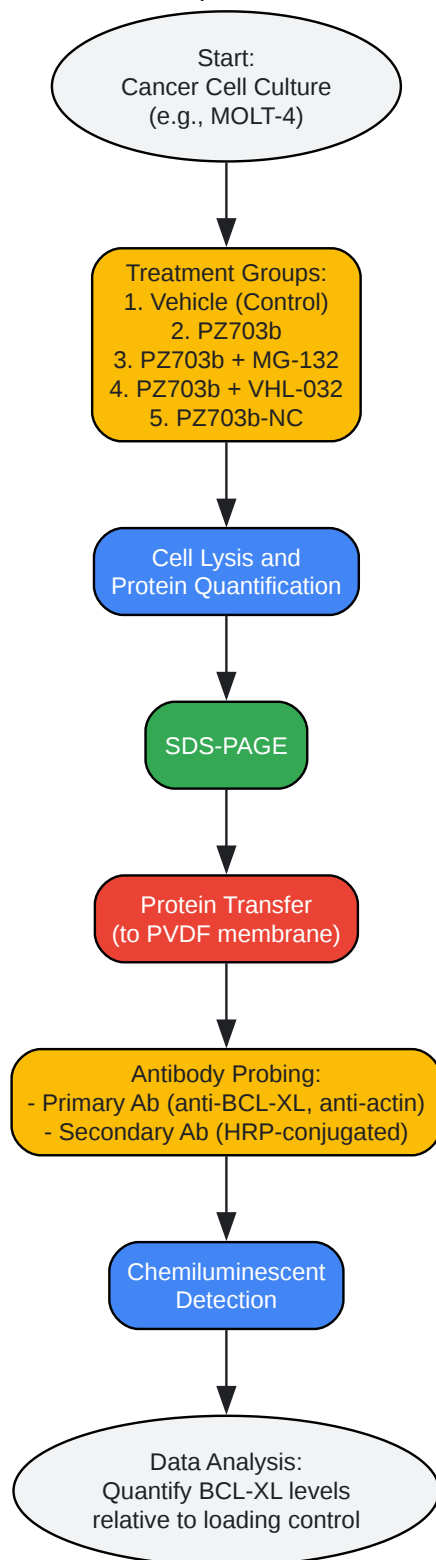 Start:
Cancer Cell Culture
(e.g., MOLT-4)
Treatment Groups:
1. Vehicle (Control)
2. PZ703b
3. PZ703b + MG-132
4. PZ703b + VHL-032
5. PZ703b-NC
Cell Lysis and
Protein Quantification
SDS-PAGE
Protein Transfer
(to PVDF membrane)
Antibody Probing:
- Primary Ab (anti-BCL-XL, anti-actin)
- Secondary Ab (HRP-conjugated)
Chemiluminescent
Detection
Data Analysis:
Quantify BCL-XL levels
relative to loading control